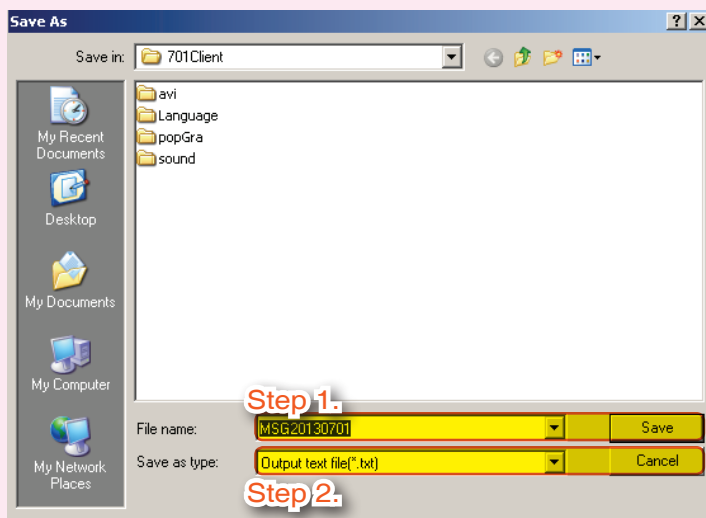 Save As
Save in: 701Client
avi
Language
popGra
sound
My Recent
Documents
Desktop
My Documents
My Computer
My Network
Places
Step 1.
File name: MSG20130701 Save
Save as type: Output text file(*.txt) Cancel
Step 2.